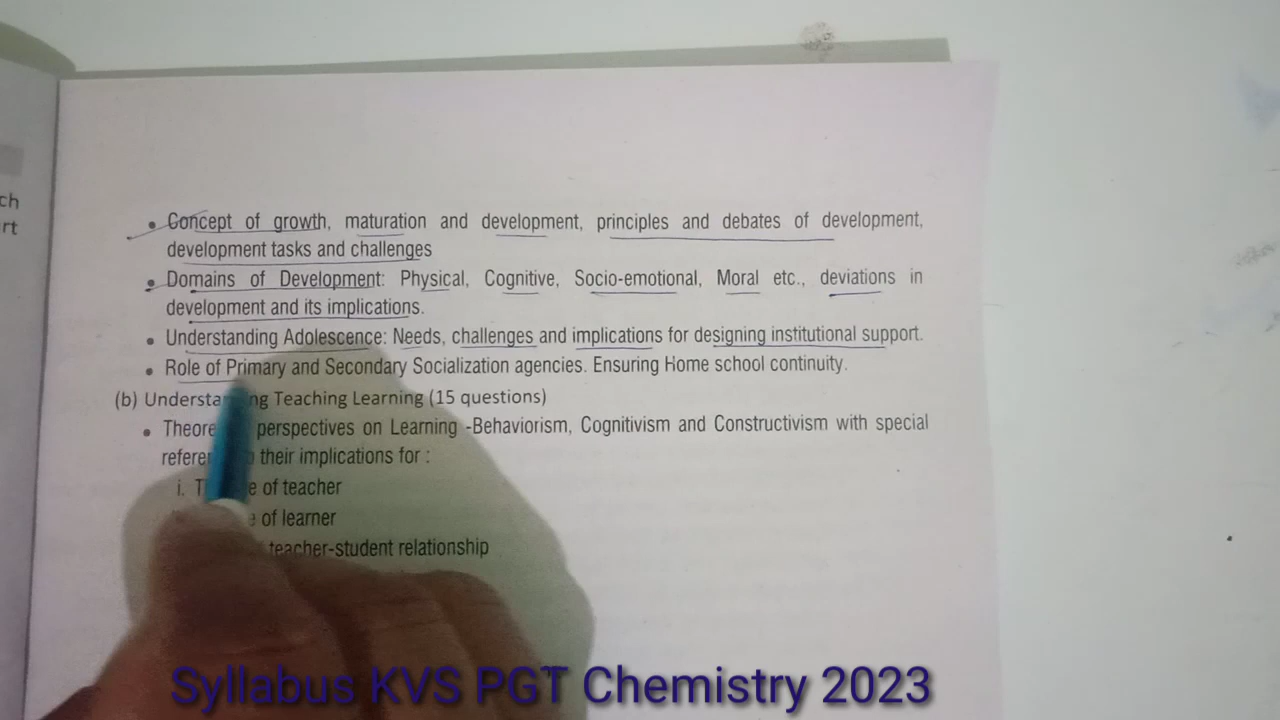 ch
rt
• Concept of growth, maturation and development, principles and debates of development,
development tasks and challenges
• Domains of Development: Physical, Cognitive, Socio-emotional, Moral etc., deviations in
development and its implications.
• Understanding Adolescence: Needs, challenges and implications for designing institutional support.
• Role of Primary and Secondary Socialization agencies. Ensuring Home school continuity.
(b) Teaching Learning (15 questions)
• perspectives on Learning -Behaviorism, Cognitivism and Constructivism with special
their implications for :
i. of teacher
of learner
teacher-student relationship
Syllabus KVS PGT Chemistry 2023